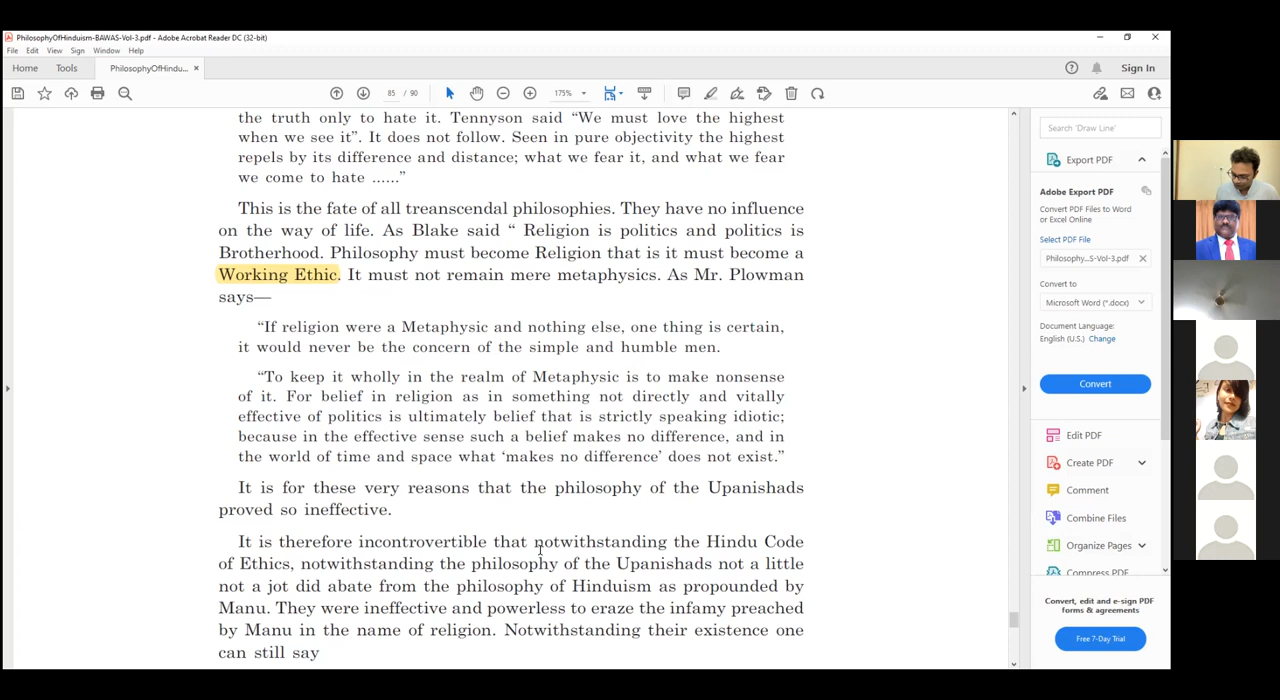 PhilosophyOfHinduism-BAWAS-Vol-3.pdf - Adobe Acrobat Reader DC (32-bit)
File Edit View Sign Window Help
Home Tools PhilosophyOfHindu... ×
Sign In
85 / 90
175%
the truth only to hate it. Tennyson said “We must love the highest
when we see it”. It does not follow. Seen in pure objectivity the highest
repels by its difference and distance; what we fear it, and what we fear
we come to hate ......”
This is the fate of all treanscendal philosophies. They have no influence
on the way of life. As Blake said “ Religion is politics and politics is
Brotherhood. Philosophy must become Religion that is it must become a
Working Ethic. It must not remain mere metaphysics. As Mr. Plowman
says—
“If religion were a Metaphysic and nothing else, one thing is certain,
it would never be the concern of the simple and humble men.
“To keep it wholly in the realm of Metaphysic is to make nonsense
of it. For belief in religion as in something not directly and vitally
effective of politics is ultimately belief that is strictly speaking idiotic;
because in the effective sense such a belief makes no difference, and in
the world of time and space what ‘makes no difference’ does not exist.”
It is for these very reasons that the philosophy of the Upanishads
proved so ineffective.
It is therefore incontrovertible that notwithstanding the Hindu Code
of Ethics, notwithstanding the philosophy of the Upanishads not a little
not a jot did abate from the philosophy of Hinduism as propounded by
Manu. They were ineffective and powerless to eraze the infamy preached
by Manu in the name of religion. Notwithstanding their existence one
can still say
Search 'Draw Line'
Export PDF
Adobe Export PDF
Convert PDF Files to Word
or Excel Online
Select PDF File
Philosophy...S-Vol-3.pdf ×
Convert to
Microsoft Word (*.docx)
Document Language:
English (U.S.) Change
Convert
Edit PDF
Create PDF
Comment
Combine Files
Organize Pages
Compress PDF
Convert, edit and e-sign PDF
forms & agreements
Free 7-Day Trial